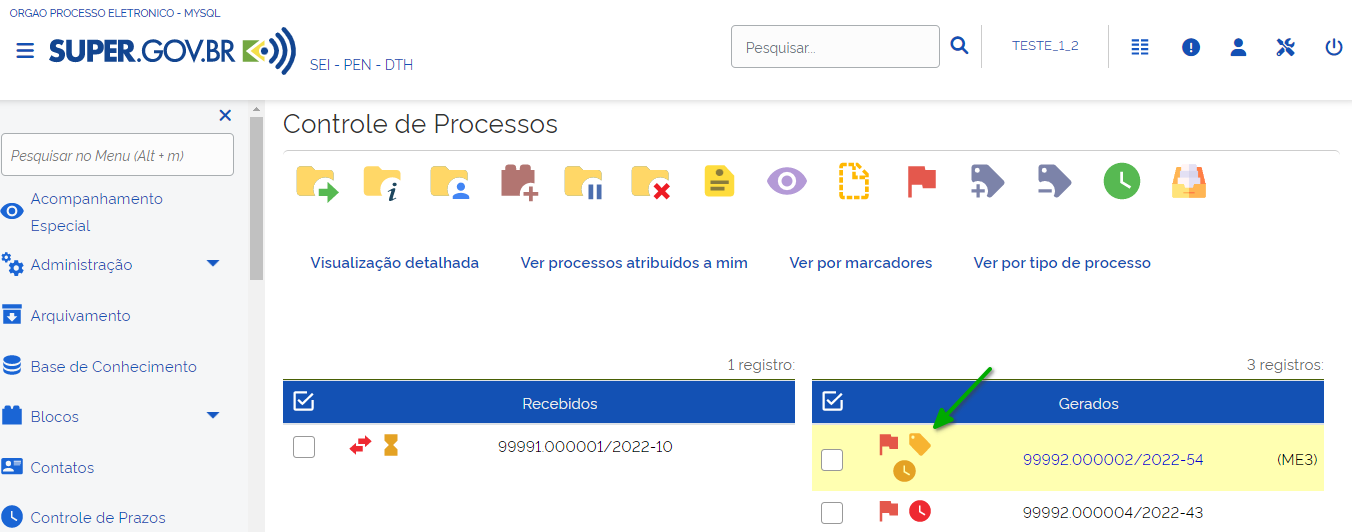 ORGAO PROCESSO ELETRONICO - MYSQL
SUPER.GOV.BR
SEI - PEN - DTH
Pesquisar...
TESTE_1_2
Pesquisar no Menu (Alt + m)
Acompanhamento
Especial
Administração
Arquivamento
Base de Conhecimento
Blocos
Contatos
Controle de Prazos
Controle de Processos
Visualização detalhada
Ver processos atribuídos a mim
Ver por marcadores
Ver por tipo de processo
1 registro:
Recebidos
99991.000001/2022-10
3 registros:
Gerados
99992.000002/2022-54
(ME3)
99992.000004/2022-43